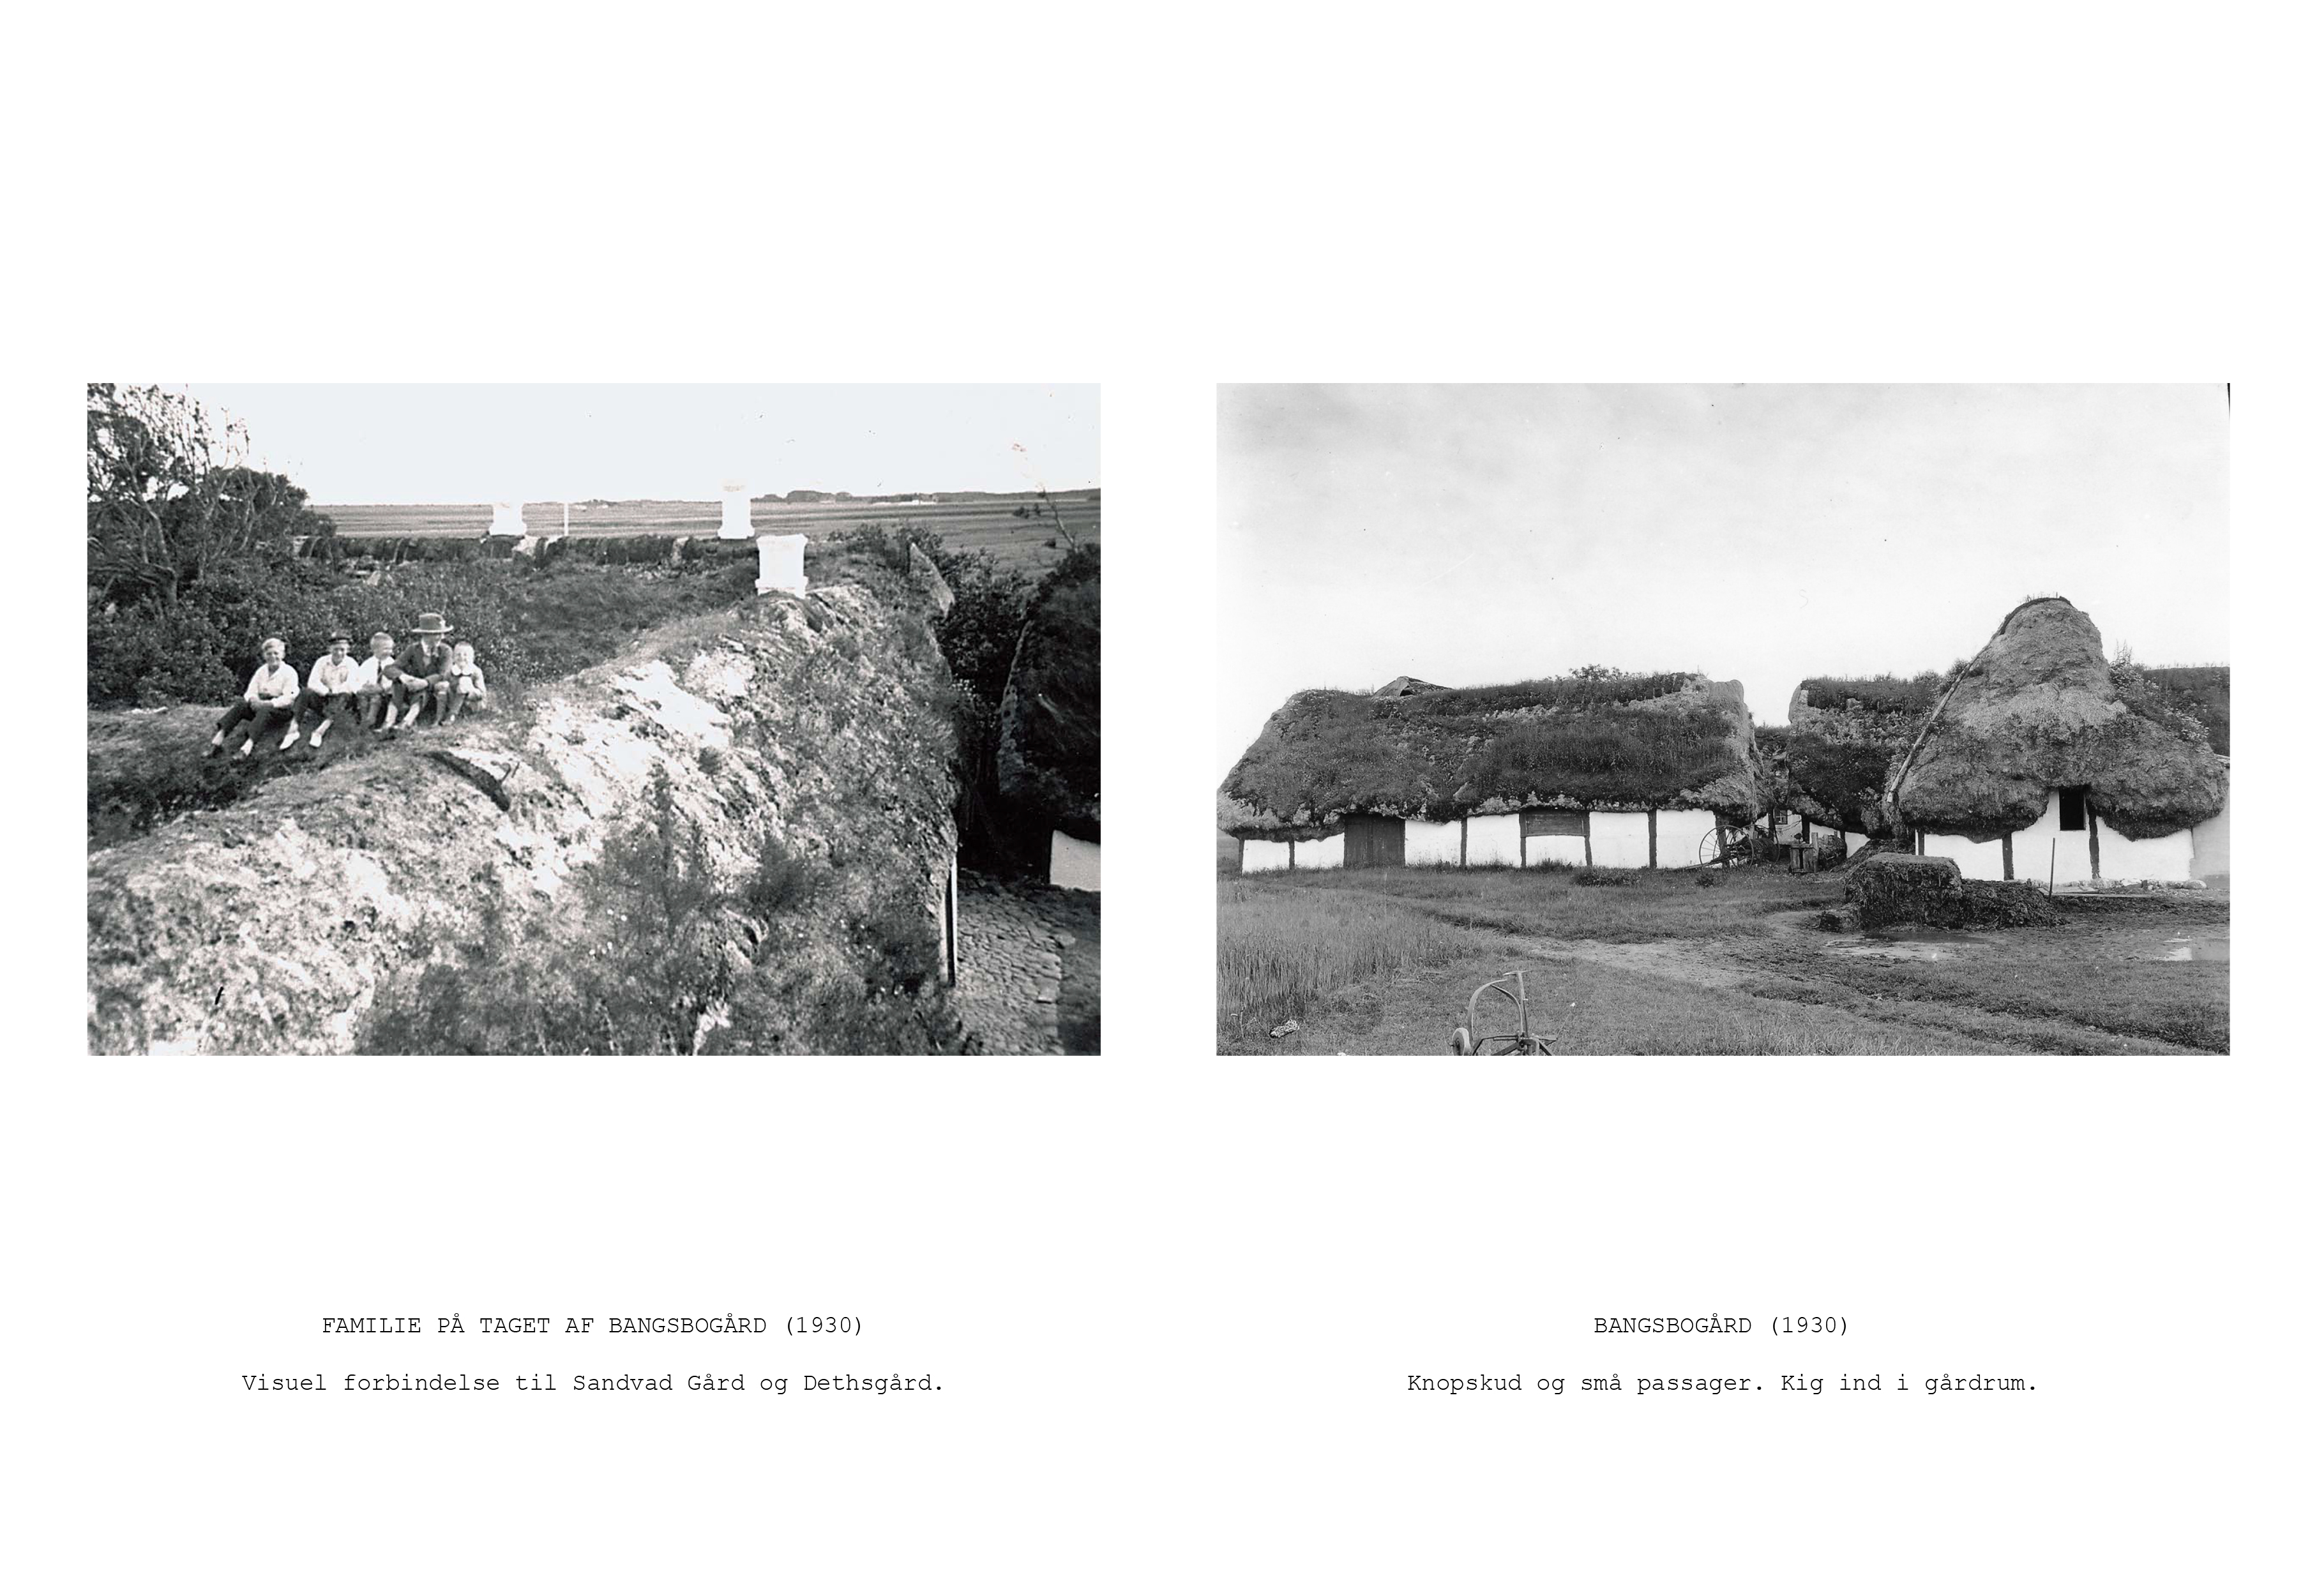 FAMILIE PÅ TAGET AF BANGSBOGÅRD (1930)
Visuel forbindelse til Sandvad Gård og Dethsgård.
BANGSBOGÅRD (1930)
Knopskud og små passager. Kig ind i gårdrum.